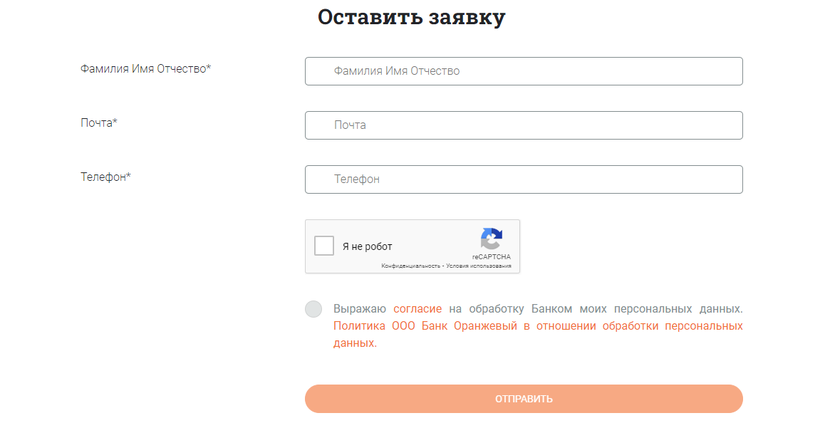 Оставить заявку
Фамилия Имя Отчество*
Фамилия Имя Отчество
Почта*
Почта
Телефон*
Телефон
Я не робот
reCAPTCHA
Конфиденциальность - Условия использования
Выражаю согласие на обработку Банком моих персональных данных.
Политика ООО Банк Оранжевый в отношении обработки персональных
данных.
ОТПРАВИТЬ